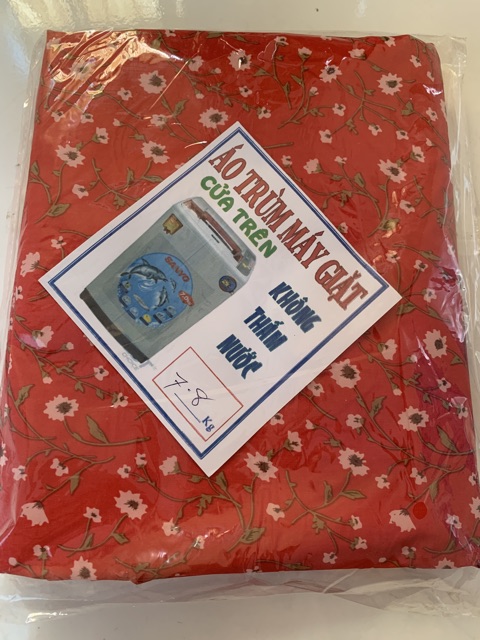 ÁO TRÙM MÁY GIẶT
CỬA TRÊN
KHÔNG
THẤM
NƯỚC
7-8 Kg